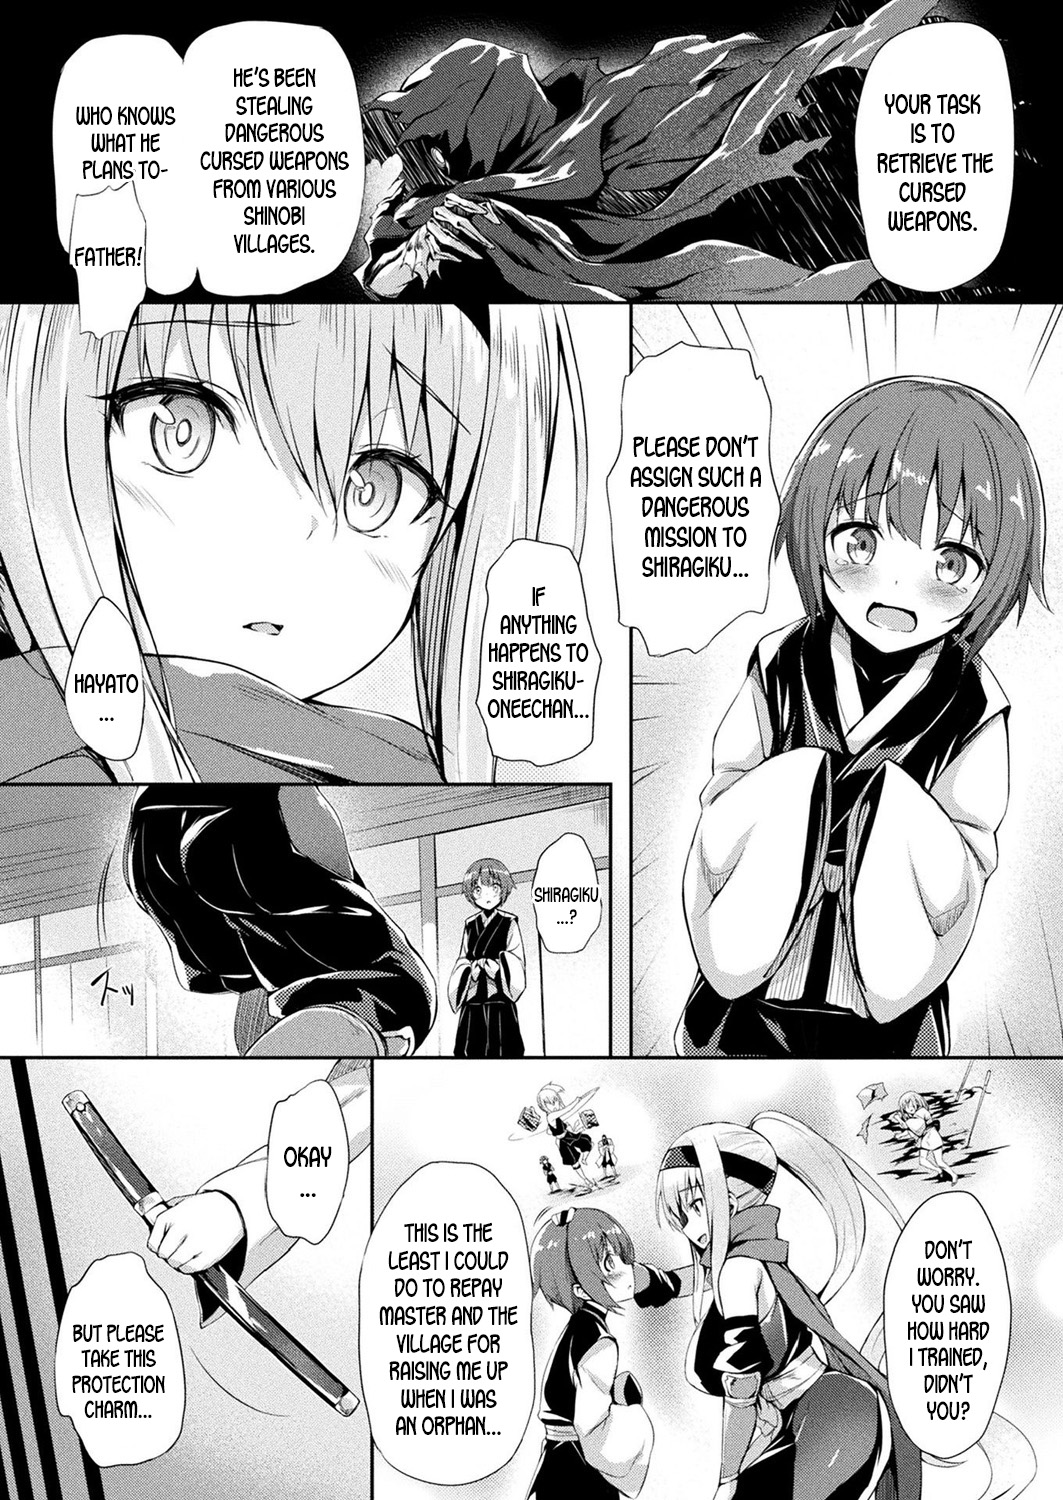 YOUR TASK
IS TO
RETRIEVE THE
CURSED
WEAPONS.
HE'S BEEN
STEALING
DANGEROUS
CURSED WEAPONS
FROM VARIOUS
SHINOBI
VILLAGES.
WHO KNOWS
WHAT HE
PLANS TO-
FATHER!
PLEASE DON'T
ASSIGN SUCH A
DANGEROUS
MISSION TO
SHIRAGIKU...
IF
ANYTHING
HAPPENS TO
SHIRAGIKU-
ONEECHAN...
HAYATO
...
SHIRAGIKU
...?
スッ
DON'T
WORRY.
YOU SAW
HOW HARD
I TRAINED,
DIDN'T
YOU?
THIS IS THE
LEAST I COULD
DO TO REPAY
MASTER AND THE
VILLAGE FOR
RAISING ME UP
WHEN I WAS
AN ORPHAN...
OKAY
...
BUT PLEASE
TAKE THIS
PROTECTION
CHARM...